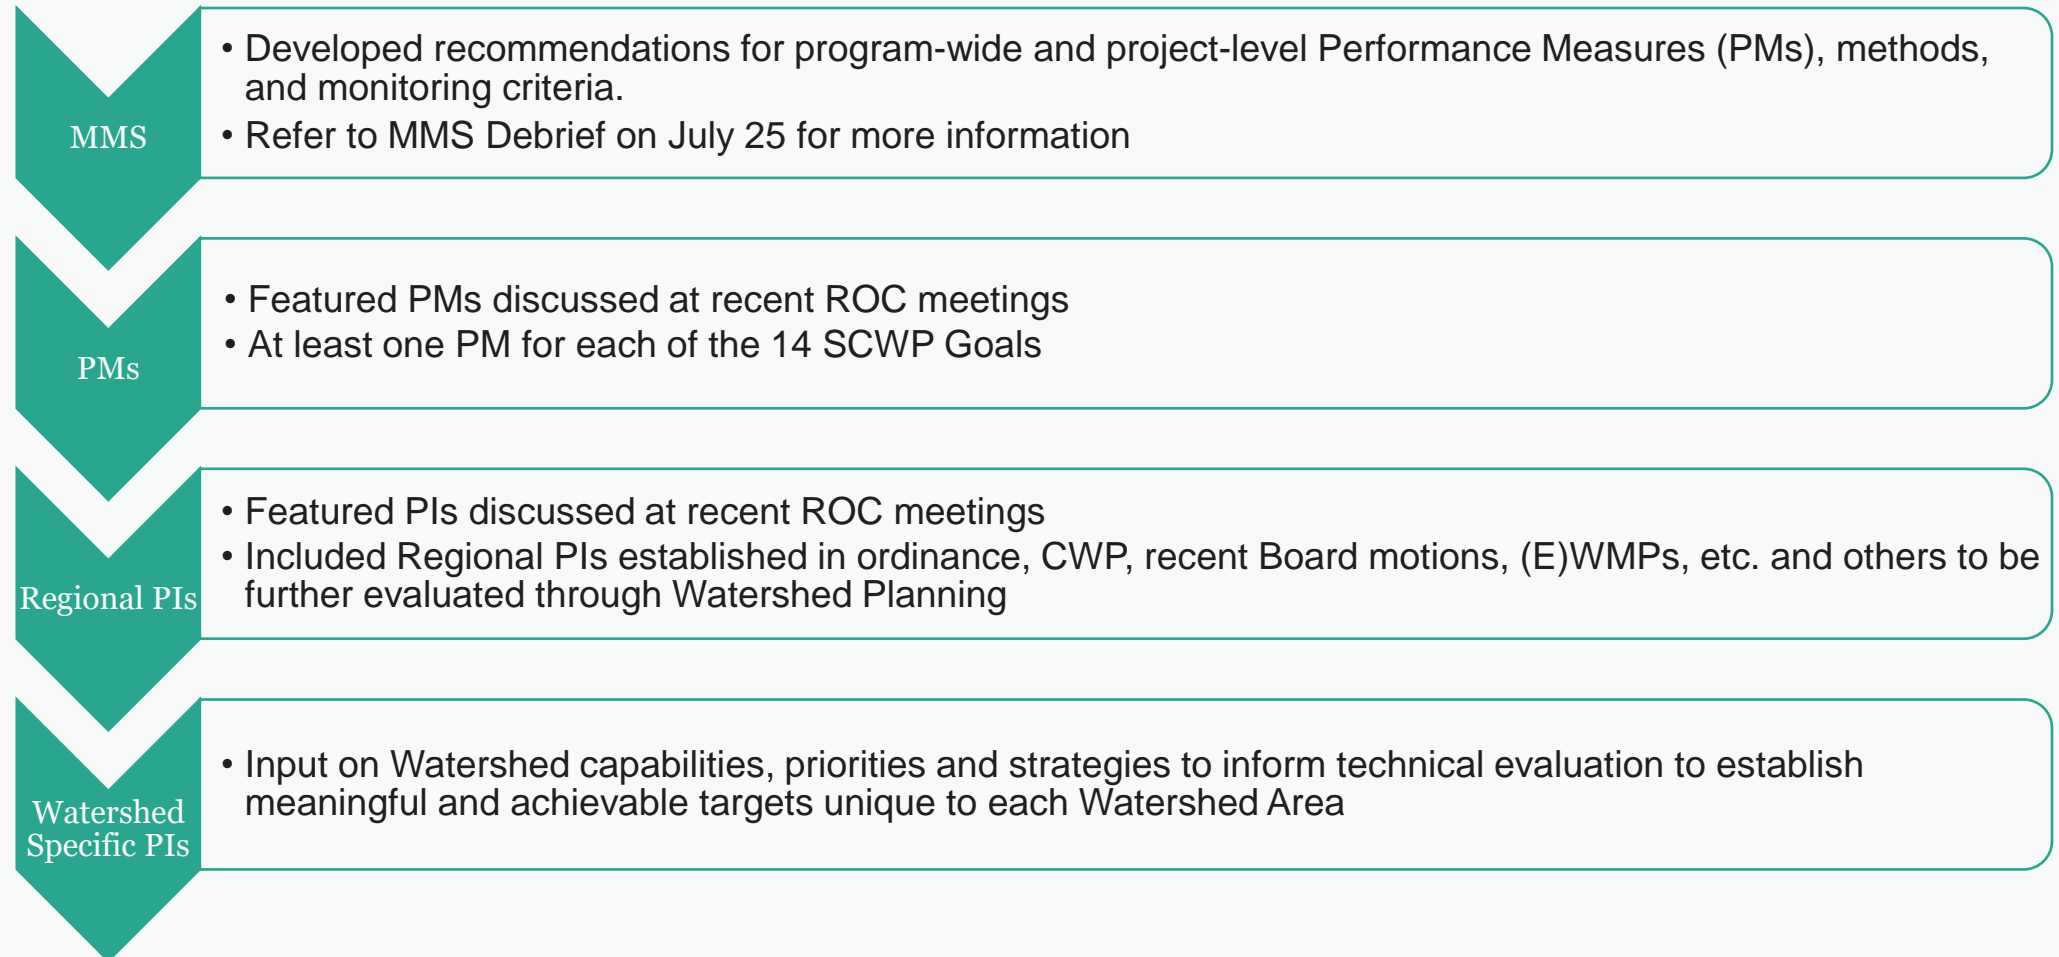 MMS
• Developed recommendations for program-wide and project-level Performance Measures (PMs), methods,
and monitoring criteria.
• Refer to MMS Debrief on July 25 for more information
PMs
• Featured PMs discussed at recent ROC meetings
• At least one PM for each of the 14 SCWP Goals
Regional PIs
• Featured PIs discussed at recent ROC meetings
• Included Regional PIs established in ordinance, CWP, recent Board motions, (E)WMPs, etc. and others to be
further evaluated through Watershed Planning
Watershed
Specific PIs
• Input on Watershed capabilities, priorities and strategies to inform technical evaluation to establish
meaningful and achievable targets unique to each Watershed Area